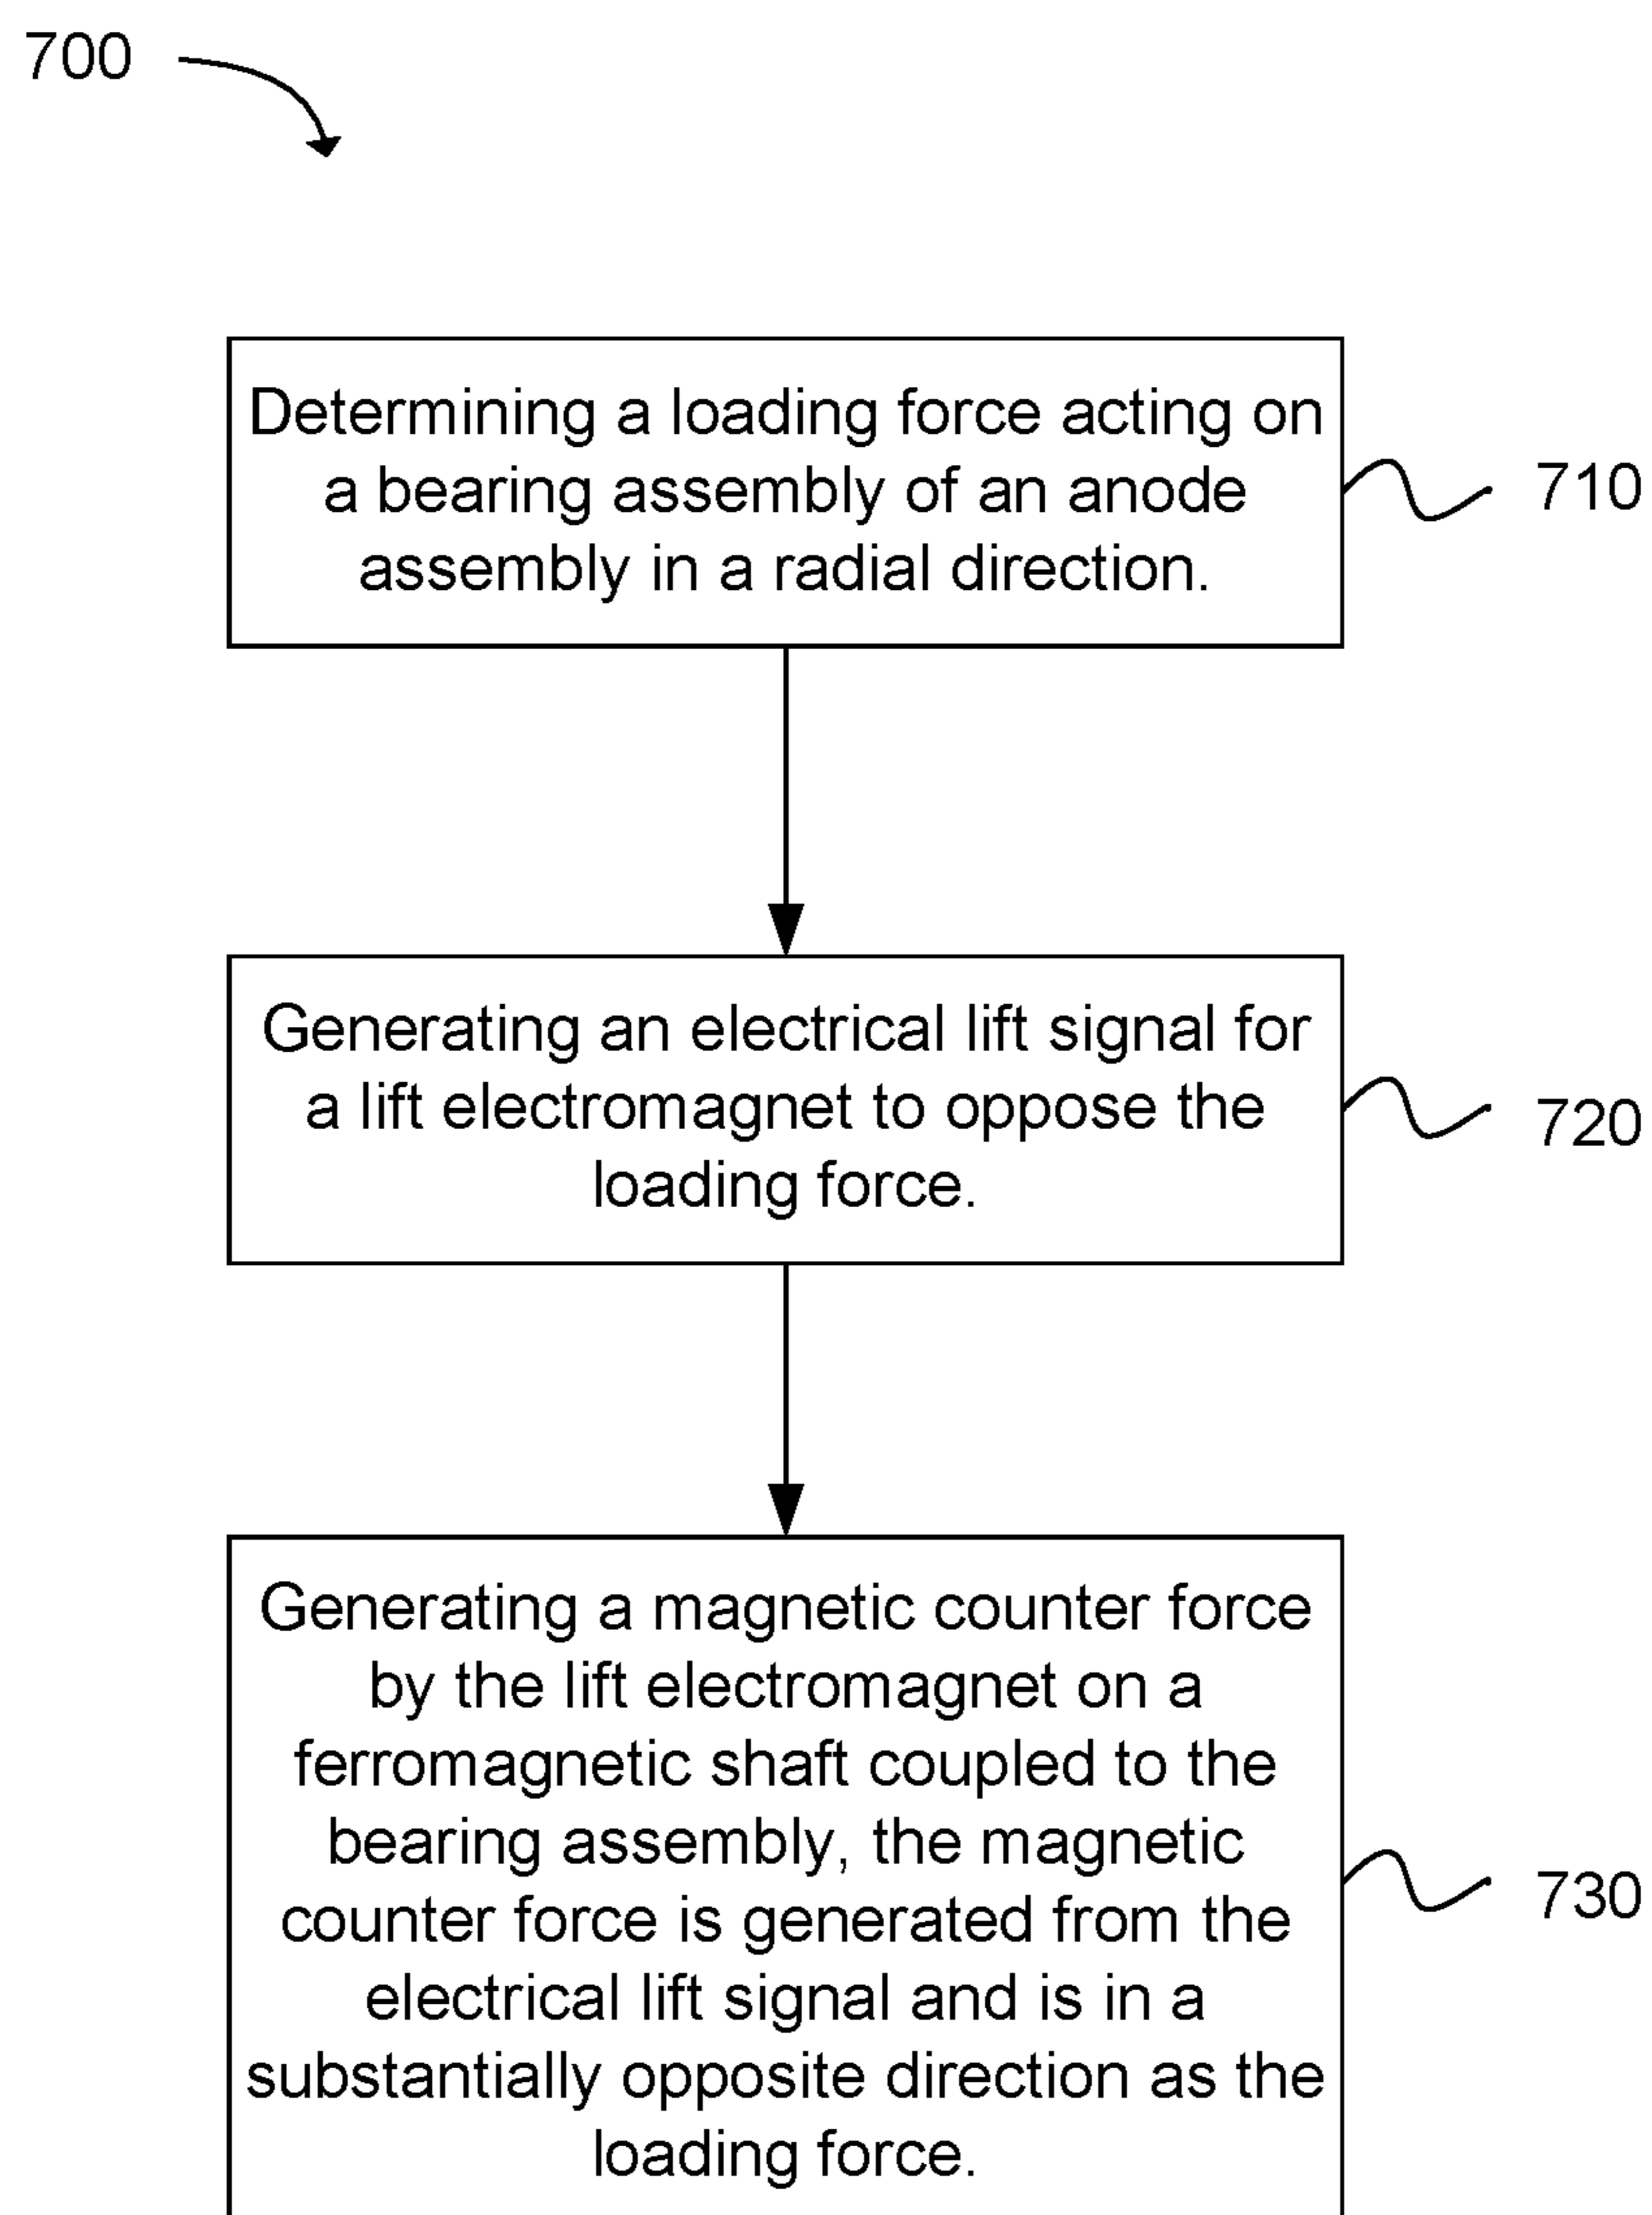 700
Determining a loading force acting on
a bearing assembly of an anode
assembly in a radial direction.
710
Generating an electrical lift signal for
a lift electromagnet to oppose the
loading force.
720
Generating a magnetic counter force
by the lift electromagnet on a
ferromagnetic shaft coupled to the
bearing assembly, the magnetic
counter force is generated from the
electrical lift signal and is in a
substantially opposite direction as the
loading force.
730